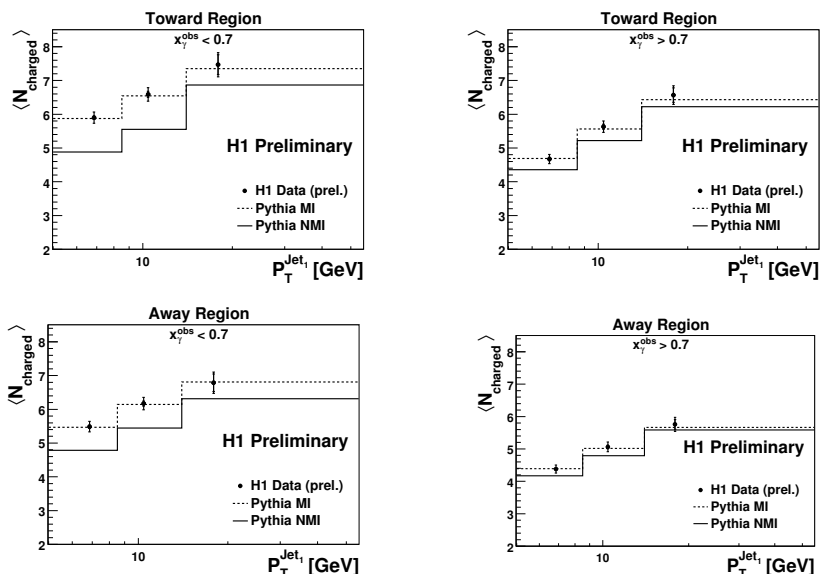 Toward Region
x_γ^obs < 0.7
⟨N_charged⟩
8
7
6
5
4
3
2
H1 Preliminary
H1 Data (prel.)
Pythia MI
Pythia NMI
10
P_T^Jet₁ [GeV]
Toward Region
x_γ^obs > 0.7
⟨N_charged⟩
8
7
6
5
4
3
2
H1 Preliminary
H1 Data (prel.)
Pythia MI
Pythia NMI
10
P_T^Jet₁ [GeV]
Away Region
x_γ^obs < 0.7
⟨N_charged⟩
8
7
6
5
4
3
2
H1 Preliminary
H1 Data (prel.)
Pythia MI
Pythia NMI
10
P_T^Jet₁ [GeV]
Away Region
x_γ^obs > 0.7
⟨N_charged⟩
8
7
6
5
4
3
2
H1 Preliminary
H1 Data (prel.)
Pythia MI
Pythia NMI
10
P_T^Jet₁ [GeV]